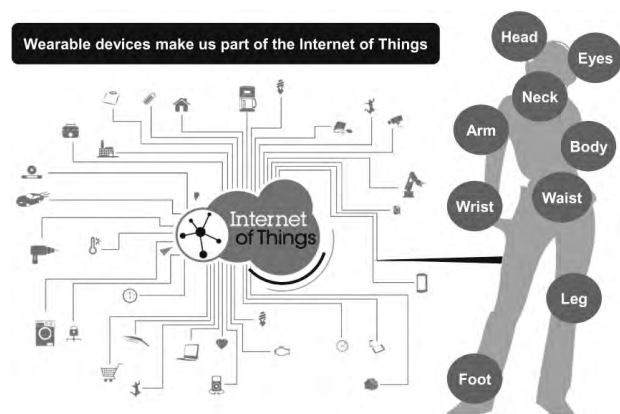 Wearable devices make us part of the Internet of Things
Head
Eyes
Neck
Arm
Body
Wrist
Waist
Internet
of Things
Leg
Foot